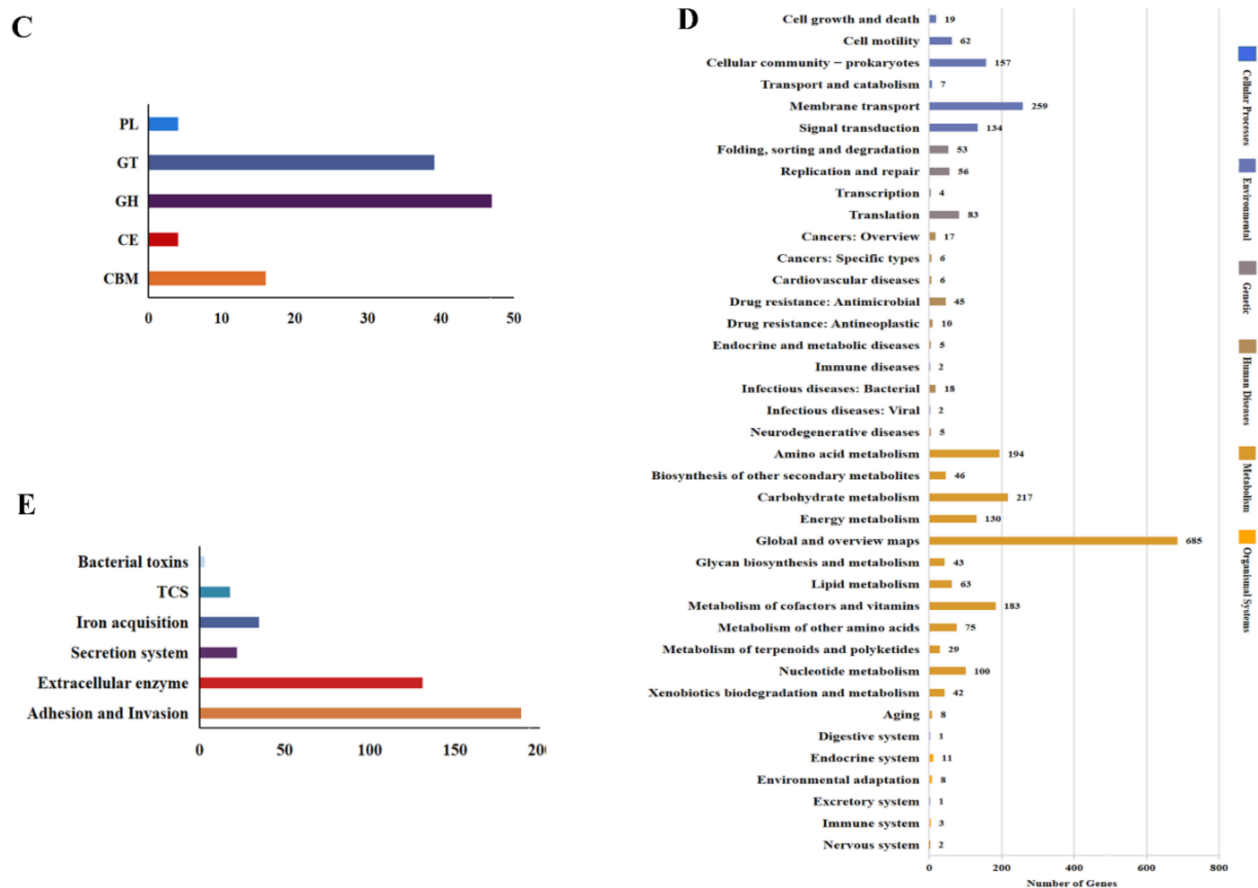 C
PL
GT
GH
CE
CBM
0 10 20 30 40 50
E
Bacterial toxins
TCS
Iron acquisition
Secretion system
Extracellular enzyme
Adhesion and Invasion
0 50 100 150 200
D
Cell growth and death 19
Cell motility 62
Cellular community – prokaryotes 157
Transport and catabolism 7
Membrane transport 259
Signal transduction 134
Folding, sorting and degradation 53
Replication and repair 56
Transcription 4
Translation 83
Cancers: Overview 17
Cancers: Specific types 6
Cardiovascular diseases 6
Drug resistance: Antimicrobial 45
Drug resistance: Antineoplastic 10
Endocrine and metabolic diseases 5
Immune diseases 2
Infectious diseases: Bacterial 18
Infectious diseases: Viral 2
Neurodegenerative diseases 5
Amino acid metabolism 194
Biosynthesis of other secondary metabolites 46
Carbohydrate metabolism 217
Energy metabolism 130
Global and overview maps 685
Glycan biosynthesis and metabolism 43
Lipid metabolism 63
Metabolism of cofactors and vitamins 183
Metabolism of other amino acids 75
Metabolism of terpenoids and polyketides 29
Nucleotide metabolism 100
Xenobiotics biodegradation and metabolism 42
Aging 8
Digestive system 1
Endocrine system 11
Environmental adaptation 8
Excretory system 1
Immune system 3
Nervous system 2
0 200 400 600 800
Number of Genes
Cellular Processes
Environmental
Genetic
Human Diseases
Metabolism
Organismal Systems